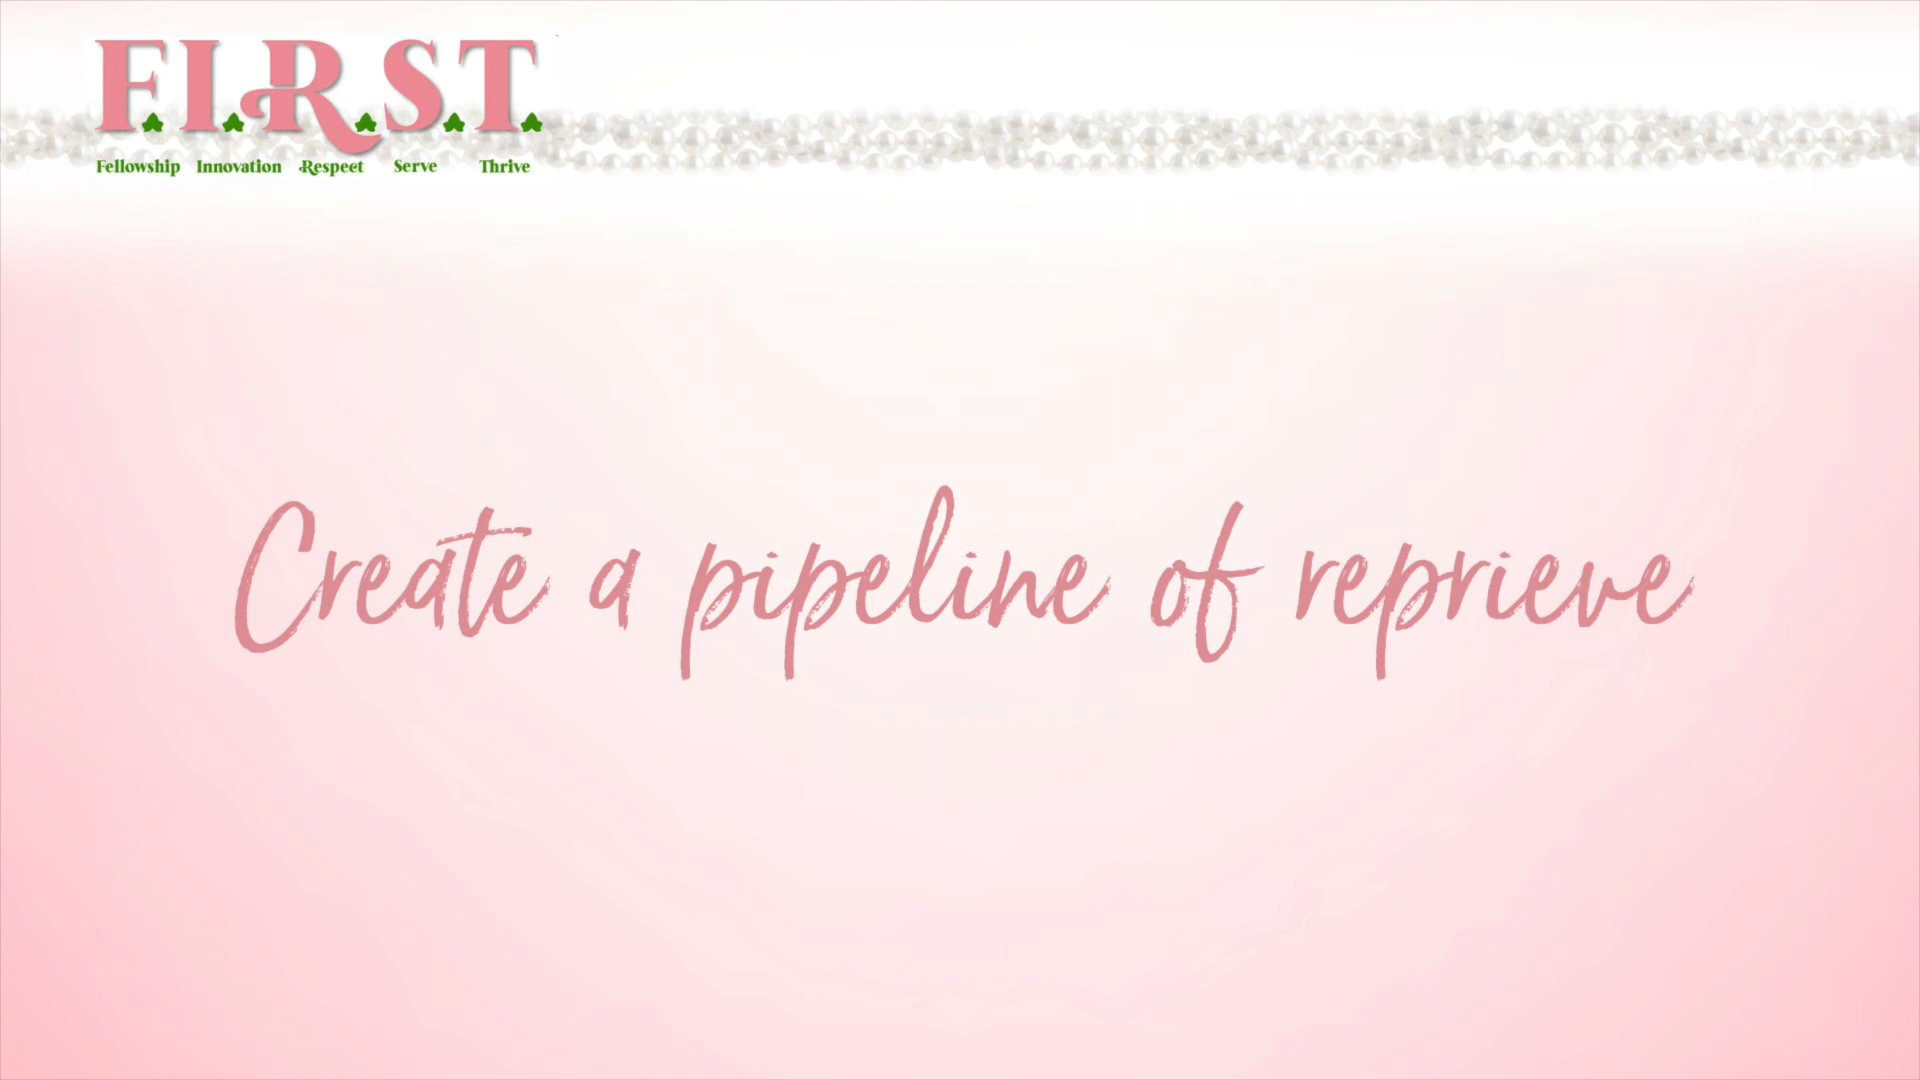 F.I.R.S.T.
Fellowship Innovation Respect Serve Thrive
Create a pipeline of reprieve